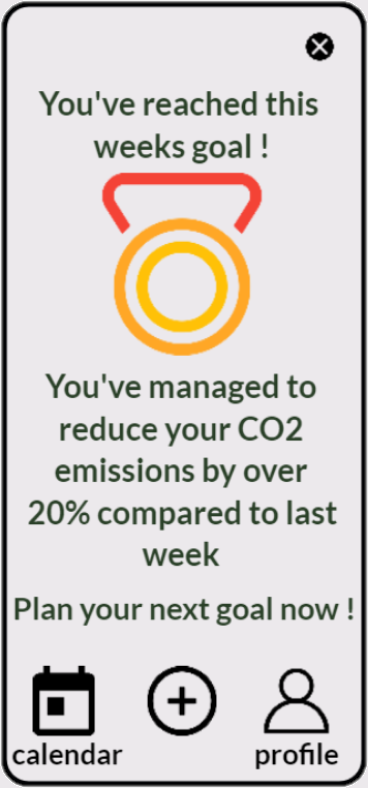 You've reached this
weeks goal !
You've managed to
reduce your CO2
emissions by over
20% compared to last
week
Plan your next goal now !
calendar
profile